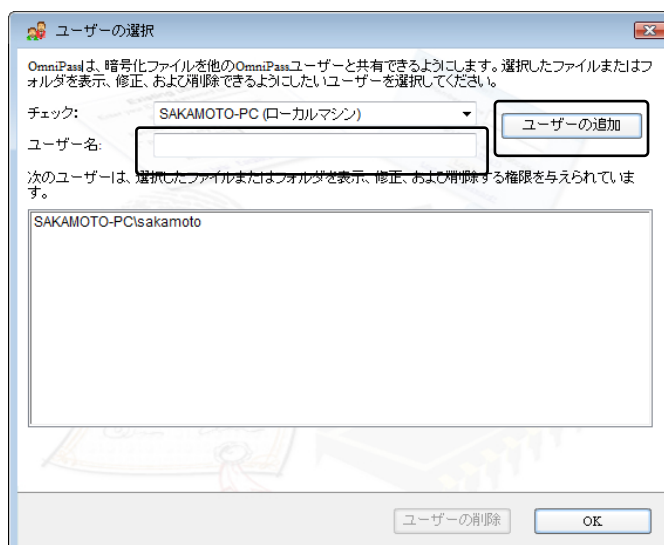 ユーザーの選択
OmniPassは、暗号化ファイルを他のOmniPassユーザーと共有できるようにします。選択したファイルまたはフ
ォルダを表示、修正、および削除できるようにしたいユーザーを選択してください。
チェック: SAKAMOTO-PC (ローカルマシン) ユーザーの追加
ユーザー名:
次のユーザーは、選択したファイルまたはフォルダを表示、修正、および削除する権限を与えられていま
す。
SAKAMOTO-PC\sakamoto
ユーザーの削除 OK